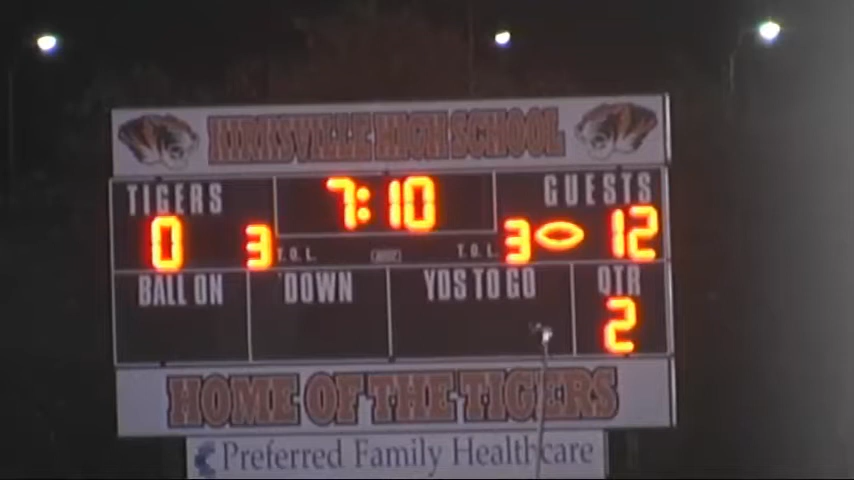 KIRKSVILLE HIGH SCHOOL
TIGERS 7:10 GUESTS
0 3 T.O.L. T.O.L. 3 12
BALL ON DOWN YDS TO GO QTR
2
HOME OF THE TIGERS
Preferred Family Healthcare